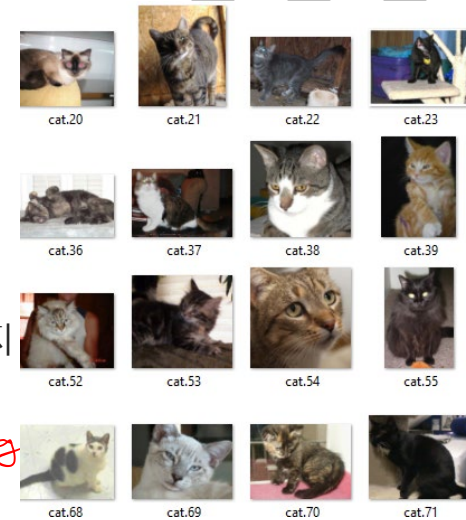 cat.20 cat.21 cat.22 cat.23
cat.36 cat.37 cat.38 cat.39
cat.52 cat.53 cat.54 cat.55
cat.68 cat.69 cat.70 cat.71